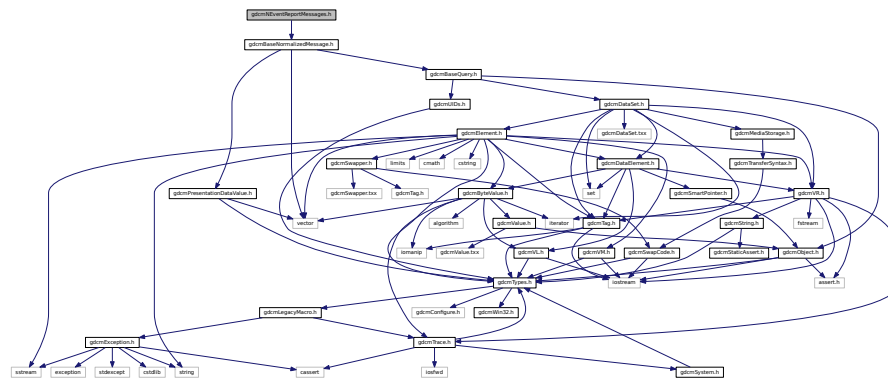 gdcmNEventReportMessages.h
gdcmBaseNormalizedMessage.h
gdcmBaseQuery.h
gdcmUIDs.h
gdcmDataSet.h
gdcmElement.h
gdcmDataSet.txx
gdcmMediaStorage.h
gdcmSwapper.h
limits
cmath
cstring
gdcmDataElement.h
gdcmTransferSyntax.h
gdcmPresentationDataValue.h
gdcmSwapper.txx
gdcmTag.h
gdcmByteValue.h
set
gdcmSmartPointer.h
gdcmVR.h
vector
algorithm
gdcmValue.h
iterator
gdcmTag.h
gdcmString.h
fstream
iomanip
gdcmValue.txx
gdcmVL.h
gdcmVM.h
gdcmSwapCode.h
gdcmStaticAssert.h
gdcmObject.h
gdcmTypes.h
iostream
assert.h
gdcmLegacyMacro.h
gdcmConfigure.h
gdcmWin32.h
gdcmException.h
gdcmTrace.h
sstream
exception
stdexcept
cstdlib
string
cassert
iosfwd
gdcmSystem.h